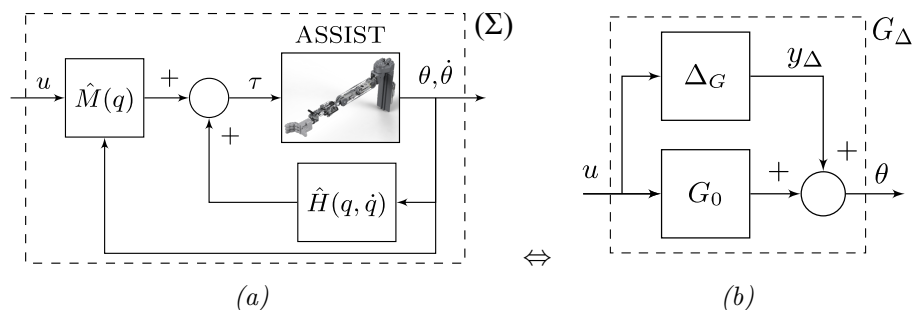 ASSIST
(Σ)
u
M̂(q)
+
τ
θ, θ̇
+
Ĥ(q, q̇)
(a)
⇔
G_Δ
y_Δ
Δ_G
u
G_0
+
+
θ
(b)